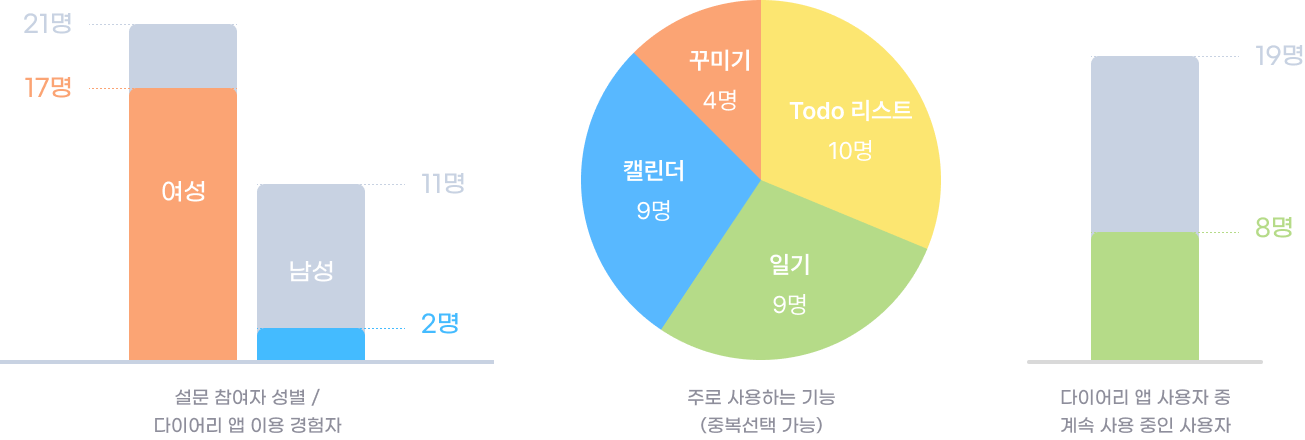 21명
17명
여성
남성
11명
2명
설문 참여자 성별 /
다이어리 앱 이용 경험자
꾸미기
4명
Todo 리스트
10명
캘린더
9명
일기
9명
주로 사용하는 기능
(중복선택 가능)
19명
8명
다이어리 앱 사용자 중
계속 사용 중인 사용자